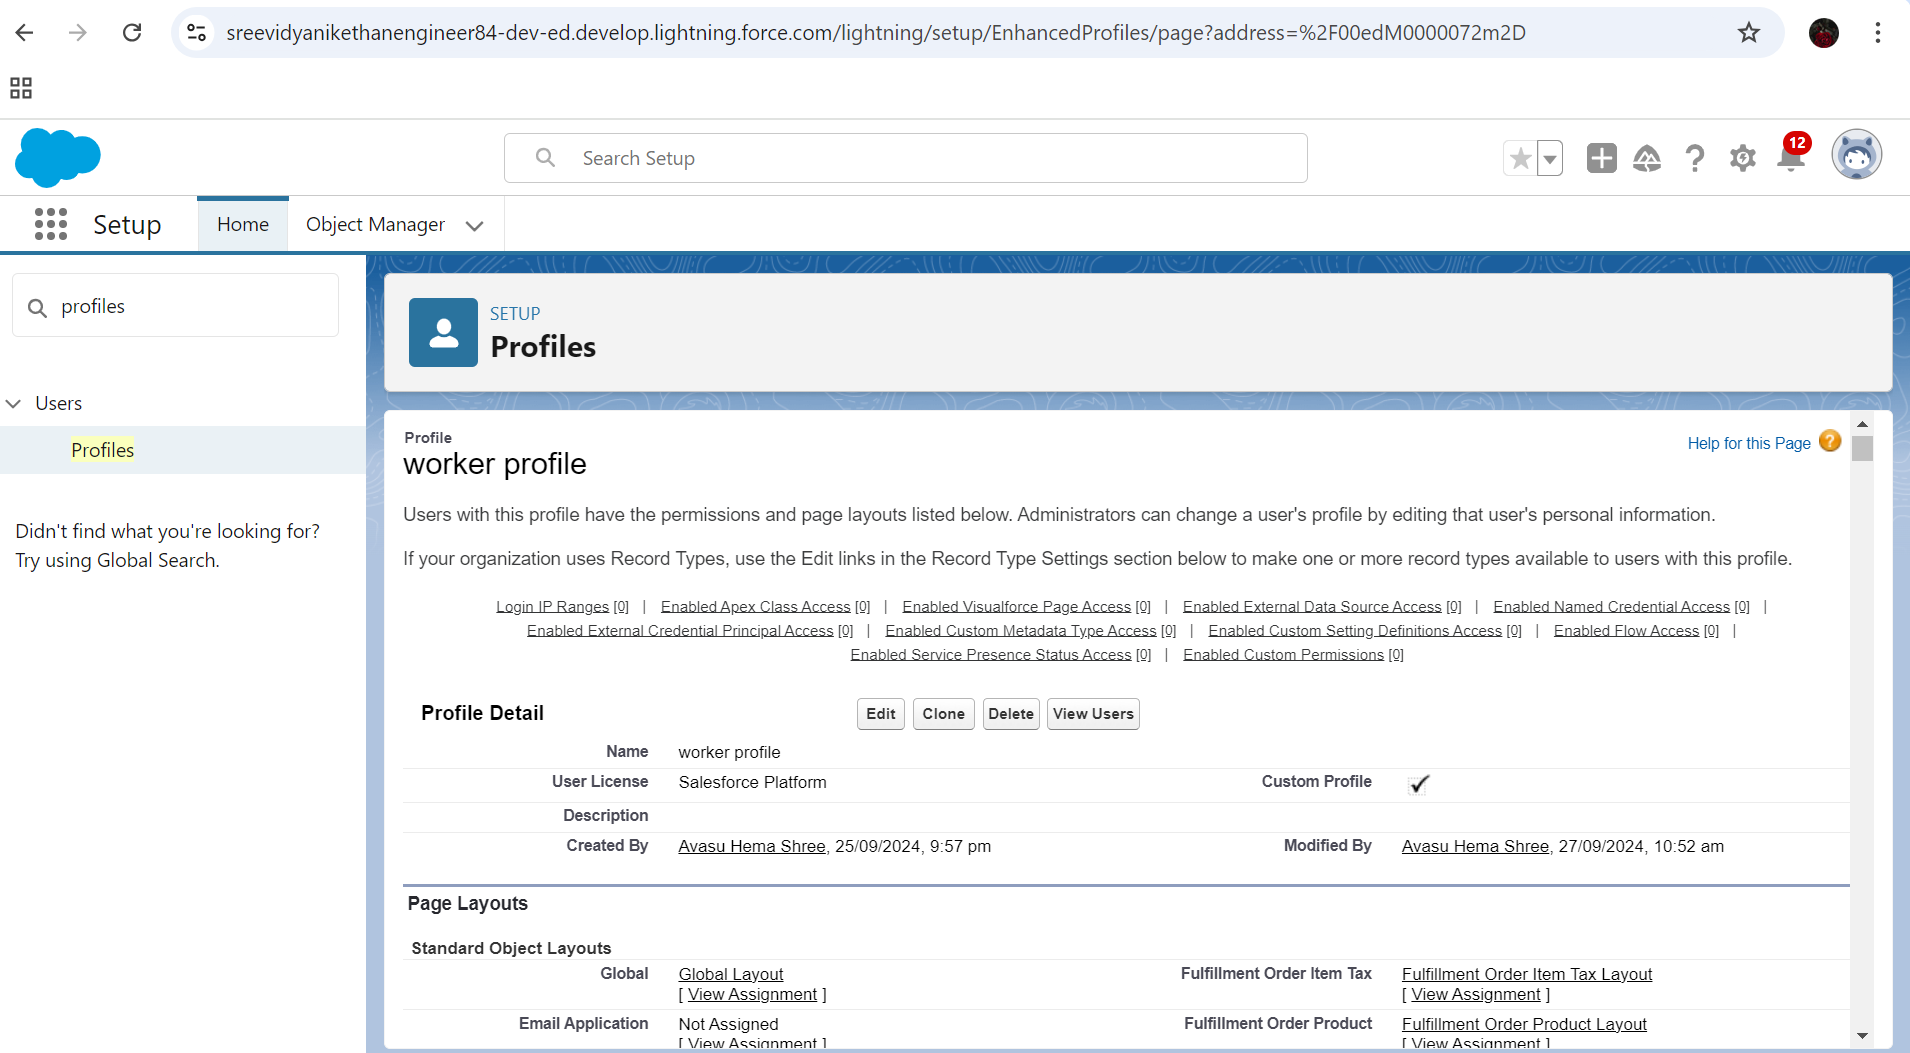 sreevidyanikethanengineer84-dev-ed.develop.lightning.force.com/lightning/setup/EnhancedProfiles/page?address=%2F00edM0000072m2D
Search Setup
12
Setup
Home
Object Manager
profiles
Users
Profiles
Didn't find what you're looking for?
Try using Global Search.
SETUP
Profiles
Profile
worker profile
Help for this Page ?
Users with this profile have the permissions and page layouts listed below. Administrators can change a user's profile by editing that user's personal information.
If your organization uses Record Types, use the Edit links in the Record Type Settings section below to make one or more record types available to users with this profile.
Login IP Ranges [0] | Enabled Apex Class Access [0] | Enabled Visualforce Page Access [0] | Enabled External Data Source Access [0] | Enabled Named Credential Access [0] |
Enabled External Credential Principal Access [0] | Enabled Custom Metadata Type Access [0] | Enabled Custom Setting Definitions Access [0] | Enabled Flow Access [0] |
Enabled Service Presence Status Access [0] | Enabled Custom Permissions [0]
Profile Detail Edit Clone Delete View Users
Name worker profile
User License Salesforce Platform Custom Profile
Description
Created By Avasu Hema Shree, 25/09/2024, 9:57 pm Modified By Avasu Hema Shree, 27/09/2024, 10:52 am
Page Layouts
Standard Object Layouts
Global Global Layout Fulfillment Order Item Tax Fulfillment Order Item Tax Layout
[ View Assignment ] [ View Assignment ]
Email Application Not Assigned Fulfillment Order Product Fulfillment Order Product Layout
[ View Assignment ] [ View Assignment ]